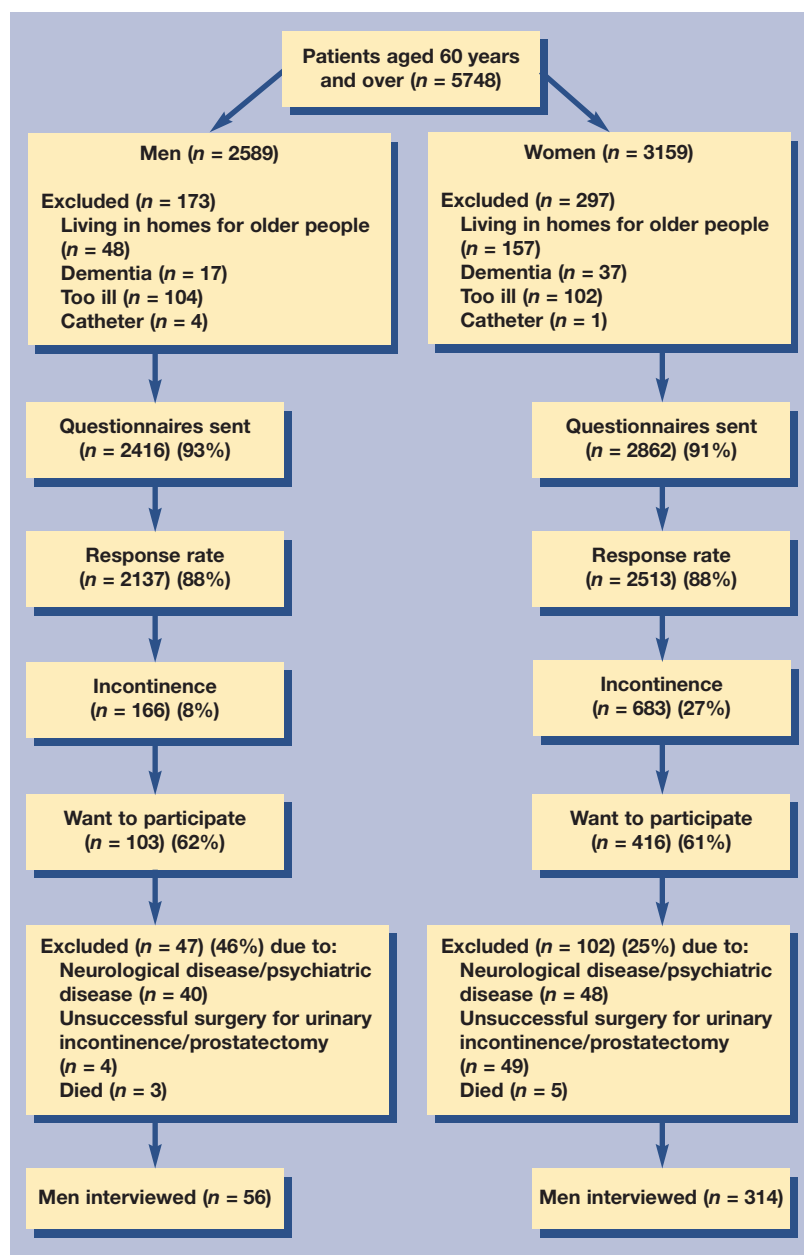 Patients aged 60 years
and over (n = 5748)
Men (n = 2589)
Excluded (n = 173)
Living in homes for older people
(n = 48)
Dementia (n = 17)
Too ill (n = 104)
Catheter (n = 4)
Women (n = 3159)
Excluded (n = 297)
Living in homes for older people
(n = 157)
Dementia (n = 37)
Too ill (n = 102)
Catheter (n = 1)
Questionnaires sent
(n = 2416) (93%)
Questionnaires sent
(n = 2862) (91%)
Response rate
(n = 2137) (88%)
Response rate
(n = 2513) (88%)
Incontinence
(n = 166) (8%)
Incontinence
(n = 683) (27%)
Want to participate
(n = 103) (62%)
Want to participate
(n = 416) (61%)
Excluded (n = 47) (46%) due to:
Neurological disease/psychiatric
disease (n = 40)
Unsuccessful surgery for urinary
incontinence/prostatectomy
(n = 4)
Died (n = 3)
Excluded (n = 102) (25%) due to:
Neurological disease/psychiatric
disease (n = 48)
Unsuccessful surgery for urinary
incontinence/prostatectomy
(n = 49)
Died (n = 5)
Men interviewed (n = 56)
Men interviewed (n = 314)